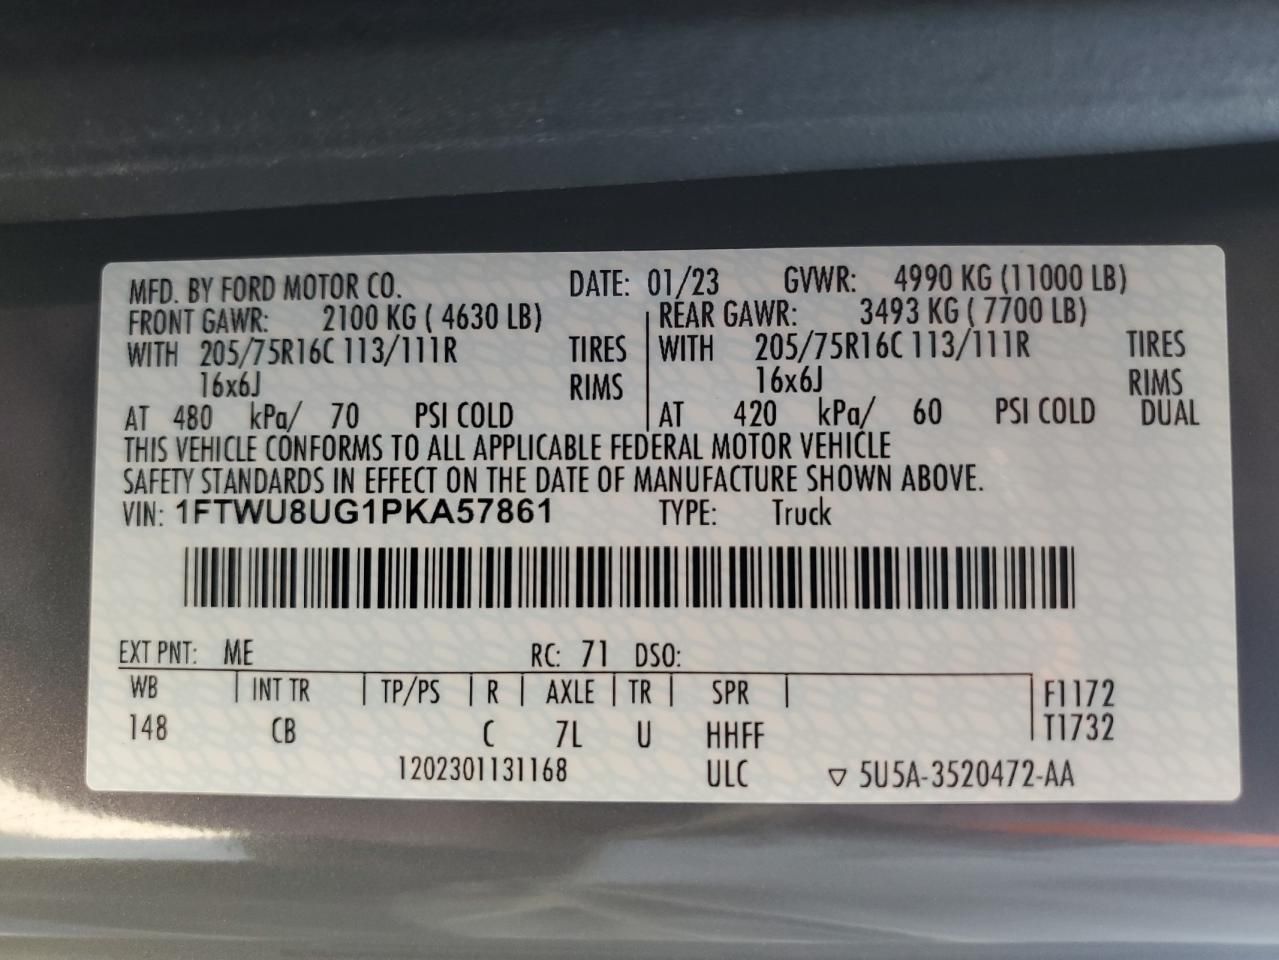 MFD. BY FORD MOTOR CO. DATE: 01/23 GVWR: 4990 KG (11000 LB)
FRONT GAWR: 2100 KG ( 4630 LB) REAR GAWR: 3493 KG ( 7700 LB)
WITH 205/75R16C 113/111R TIRES WITH 205/75R16C 113/111R TIRES
16x6J RIMS 16x6J RIMS
AT 480 kPa/ 70 PSI COLD AT 420 kPa/ 60 PSI COLD DUAL
THIS VEHICLE CONFORMS TO ALL APPLICABLE FEDERAL MOTOR VEHICLE
SAFETY STANDARDS IN EFFECT ON THE DATE OF MANUFACTURE SHOWN ABOVE.
VIN: 1FTWU8UG1PKA57861 TYPE: Truck
EXT PNT: ME RC: 71 DSO:
WB INT TR TP/PS R AXLE TR SPR F1172
148 CB C 7L U HHFF T1732
1202301131168 ULC ▽ 5U5A-3520472-AA